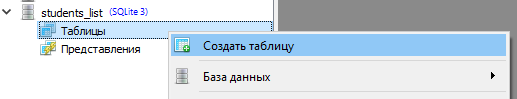 students_list (SQLite 3)
Таблицы
Представления
Создать таблицу
База данных